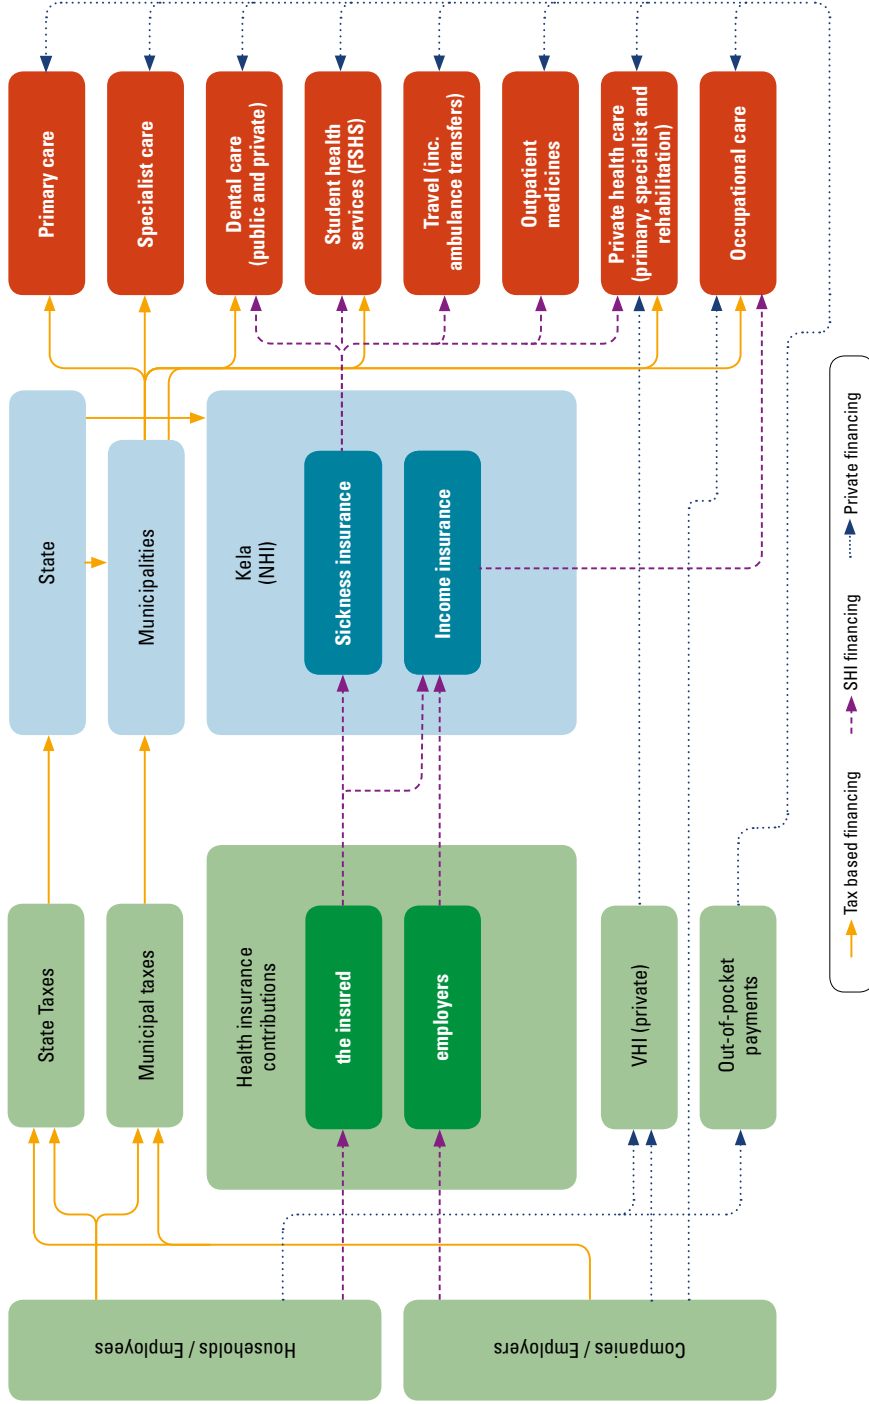 Households / Employees
Companies / Employers
State Taxes
Municipal taxes
Health insurance
contributions
the insured
employers
VHI (private)
Out-of-pocket
payments
State
Municipalities
Kela
(NHI)
Sickness insurance
Income insurance
Primary care
Specialist care
Dental care
(public and private)
Student health
services (FSHS)
Travel (inc.
ambulance transfers)
Outpatient
medicines
Private health care
(primary, specialist and
rehabilitation)
Occupational care
Tax based financing
SHI financing
Private financing